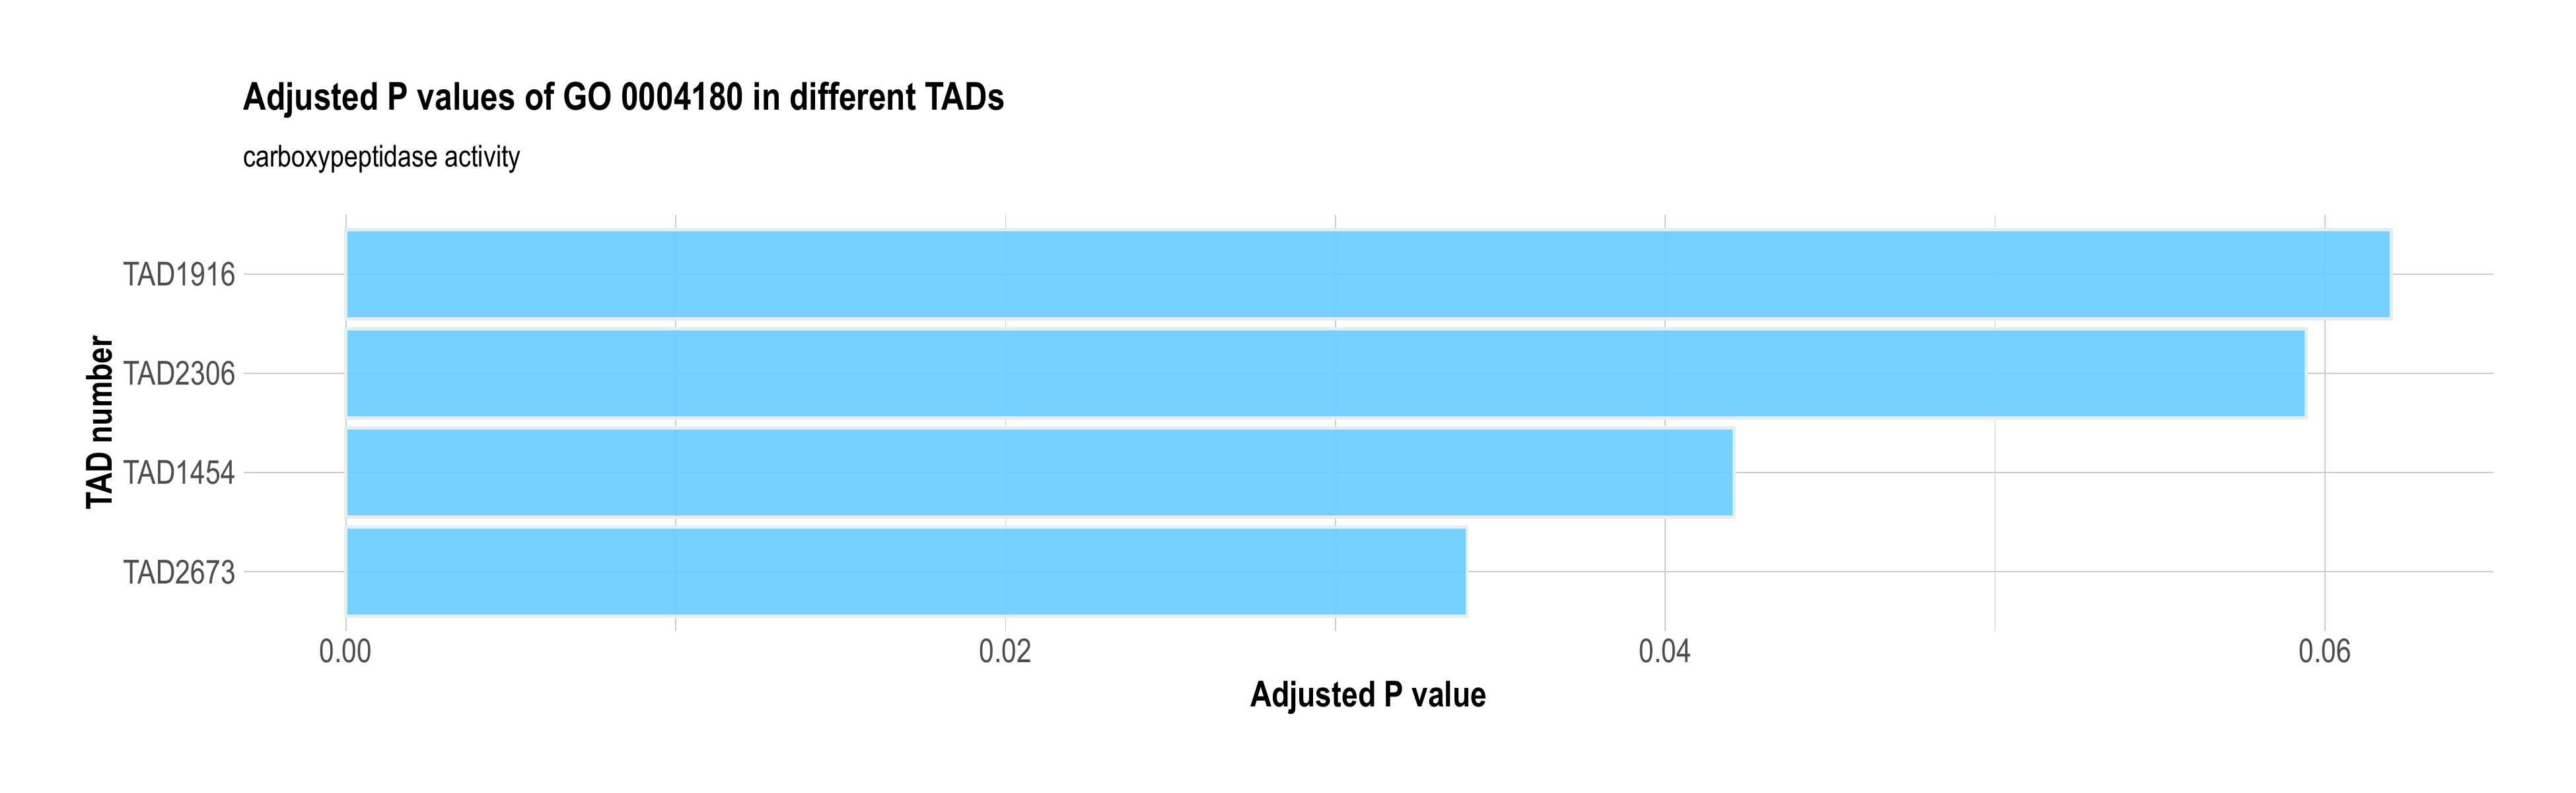 Adjusted P values of GO 0004180 in different TADs
carboxypeptidase activity
TAD number
TAD1916
TAD2306
TAD1454
TAD2673
0.00 0.02 0.04 0.06
Adjusted P value